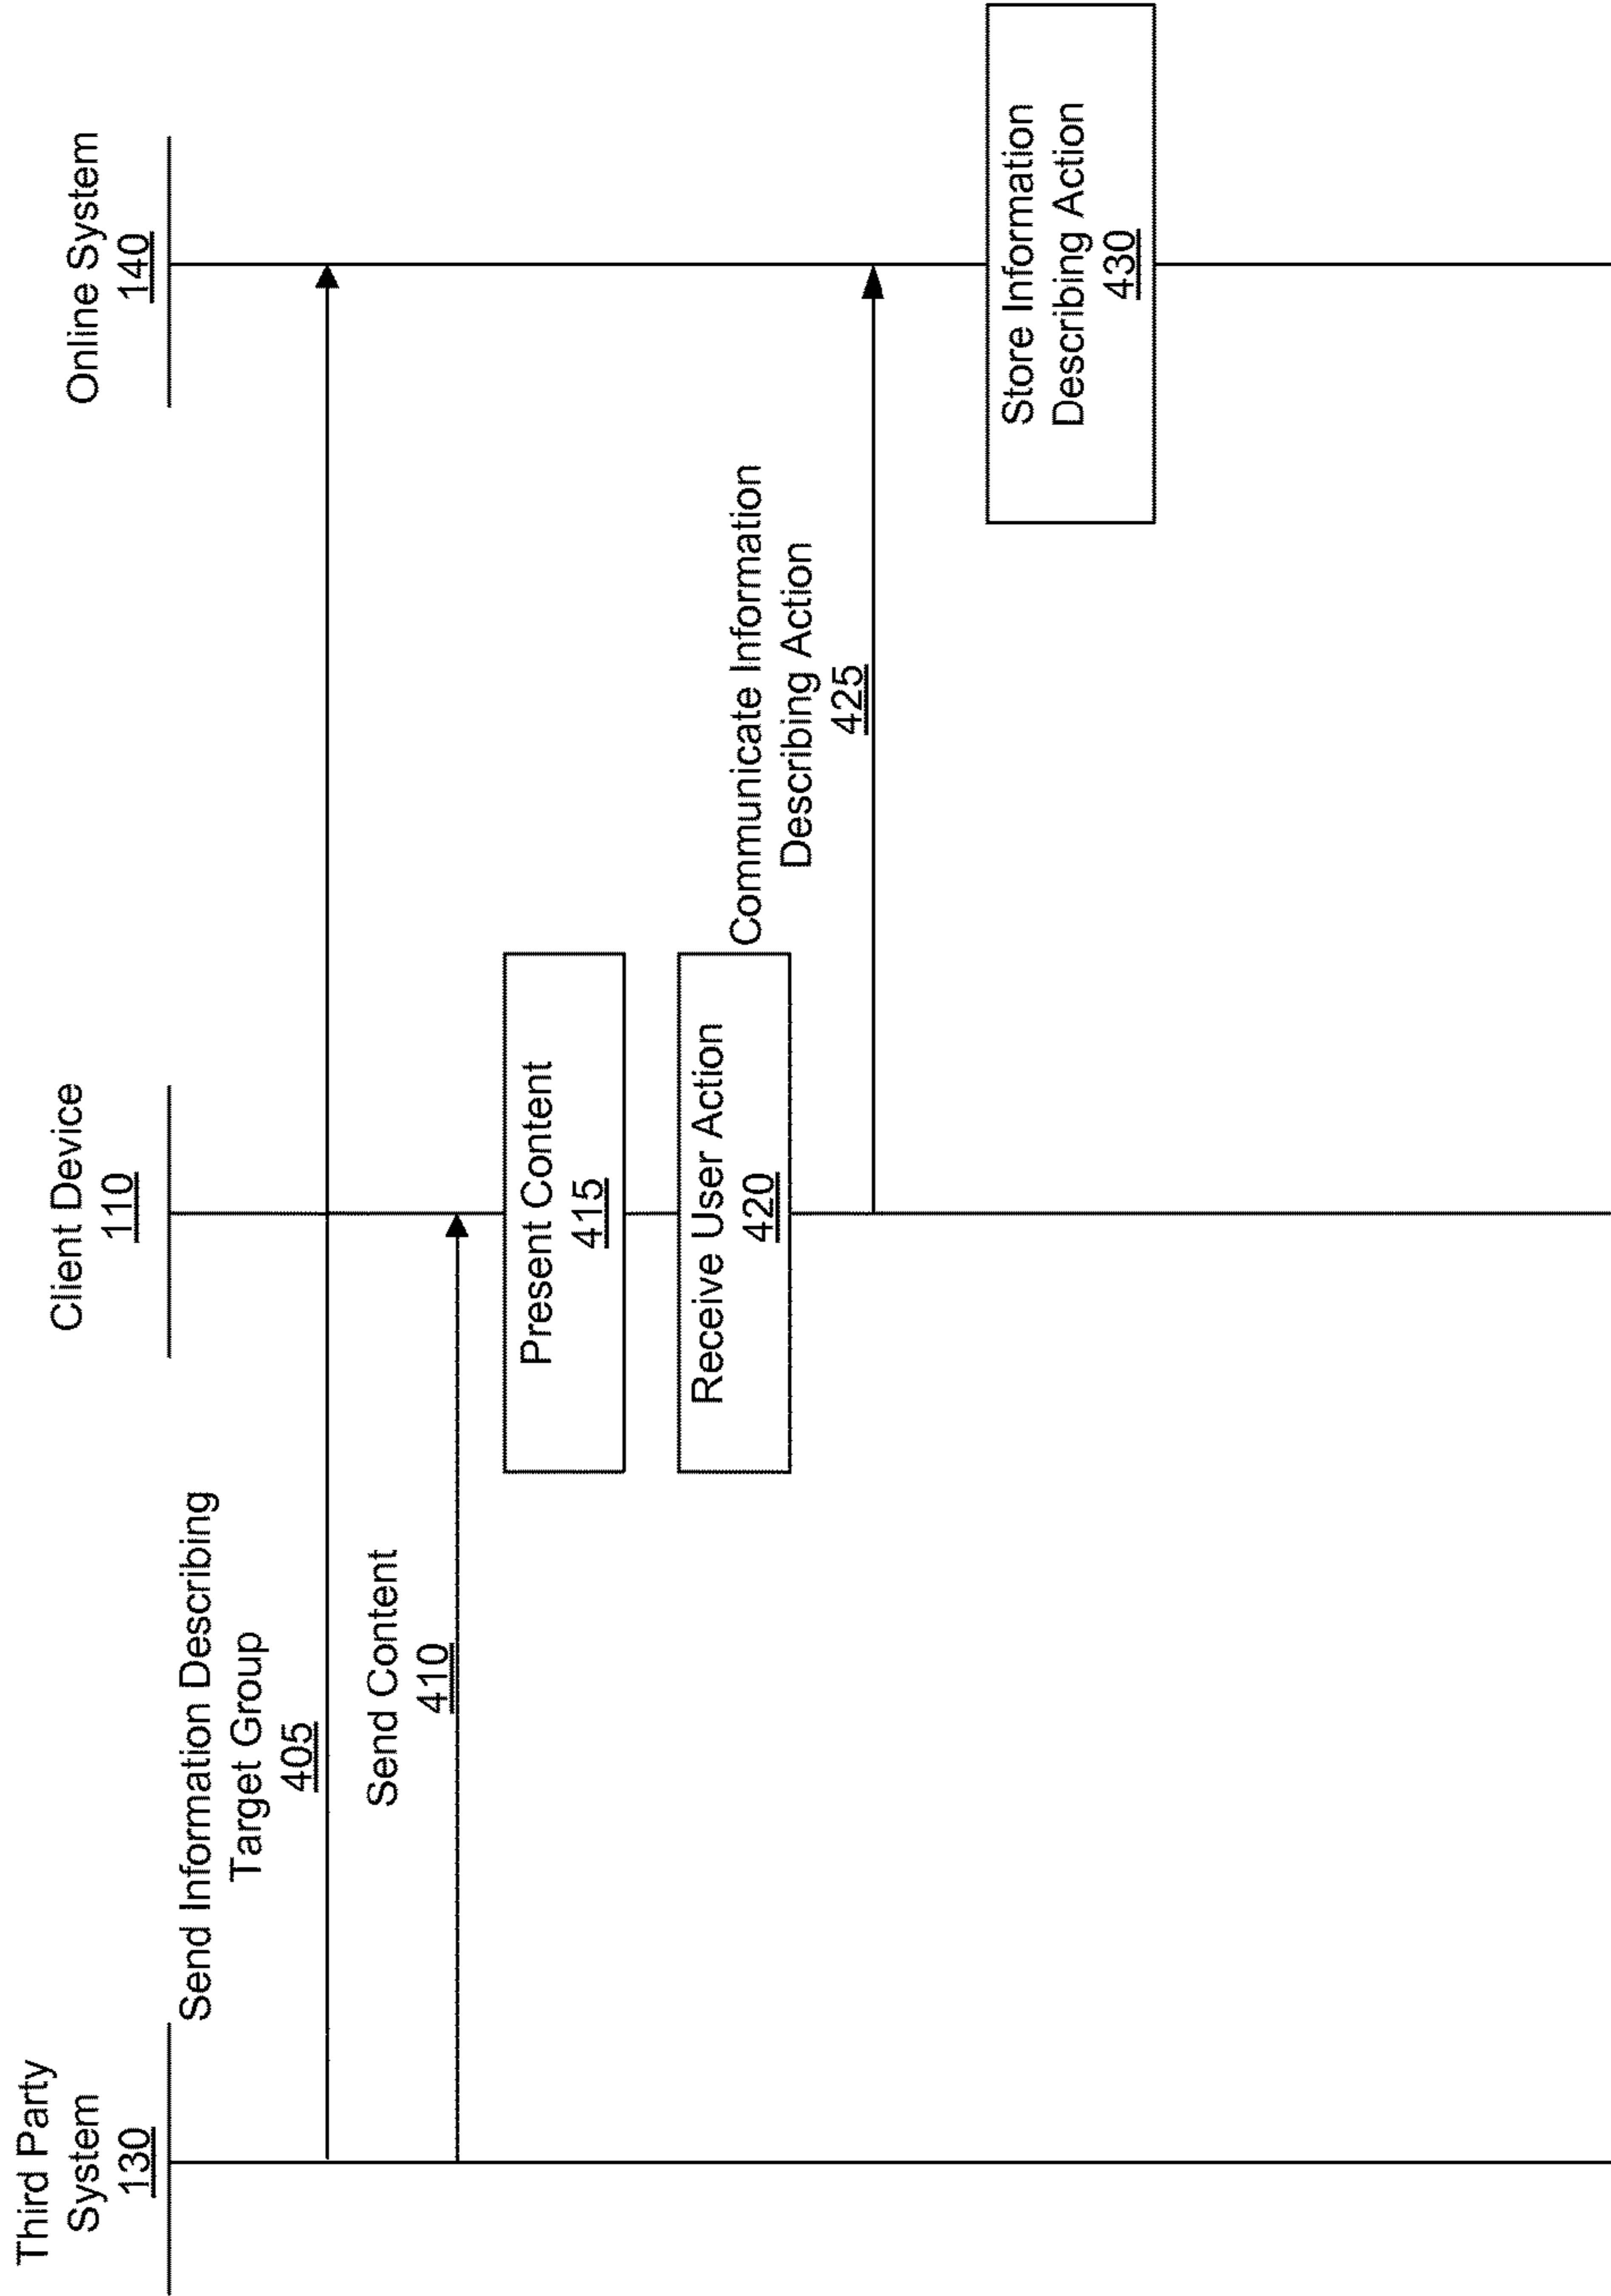 Third Party
System
130
Client Device
110
Online System
140
Send Information Describing
Target Group
405
Send Content
410
Present Content
415
Receive User Action
420
Communicate Information
Describing Action
425
Store Information
Describing Action
430